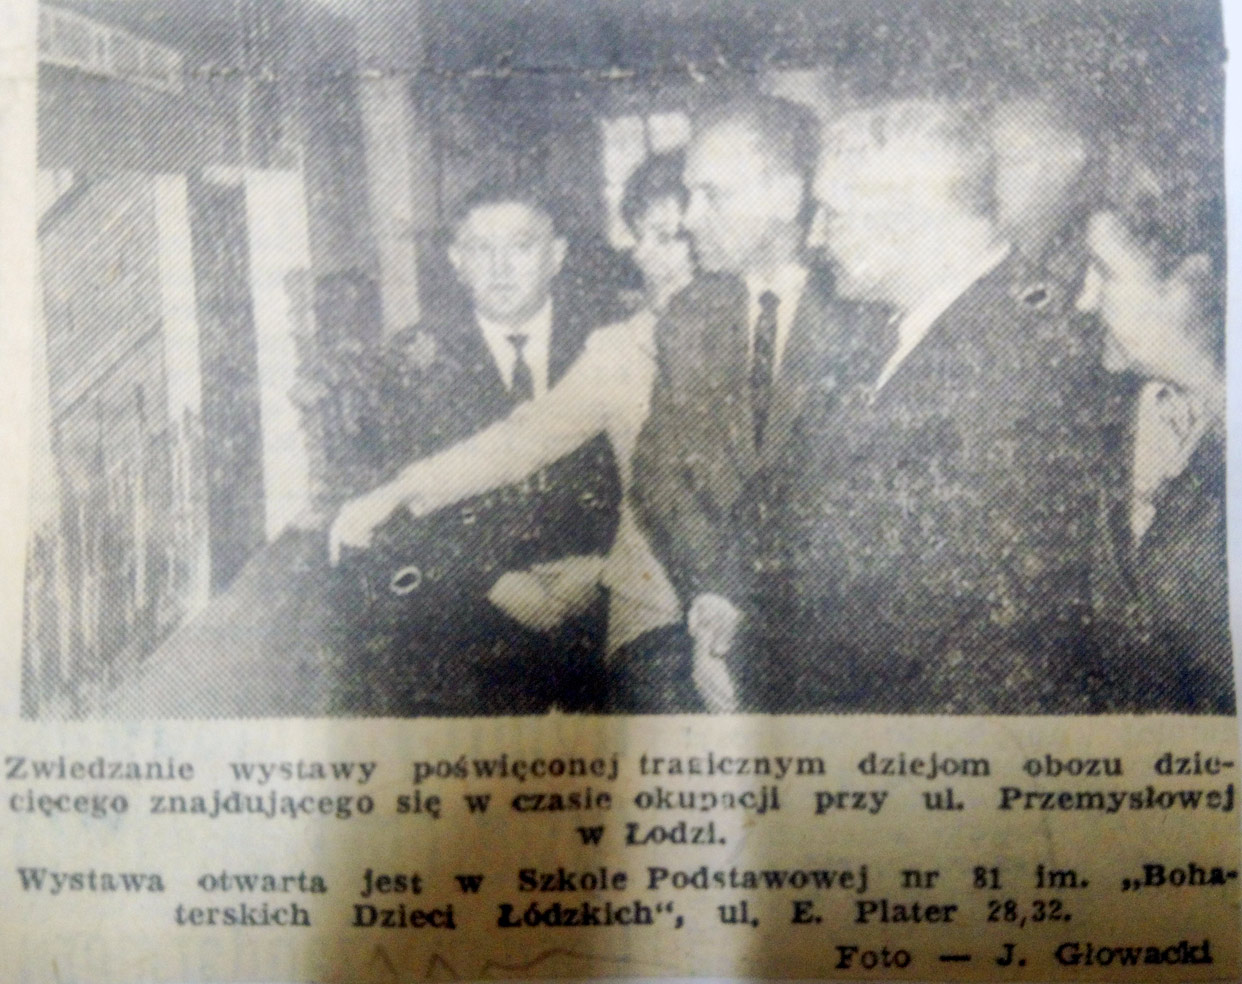 Zwiedzanie wystawy poświęconej tragicznym dziejom obozu dzie-
cięcego znajdującego się w czasie okupacji przy ul. Przemysłowej
w Łodzi.
Wystawa otwarta jest w Szkole Podstawowej nr 81 im. „Boha-
terskich Dzieci Łódzkich“, ul. E. Plater 28,32.
Foto — J. Głowacki